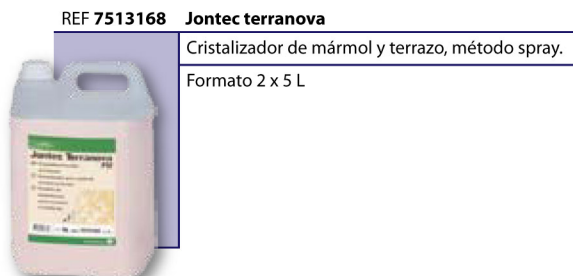 REF 7513168 Jontec terranova
Cristalizador de mármol y terrazo, método spray.
Formato 2 x 5 L
Jontec Terranova